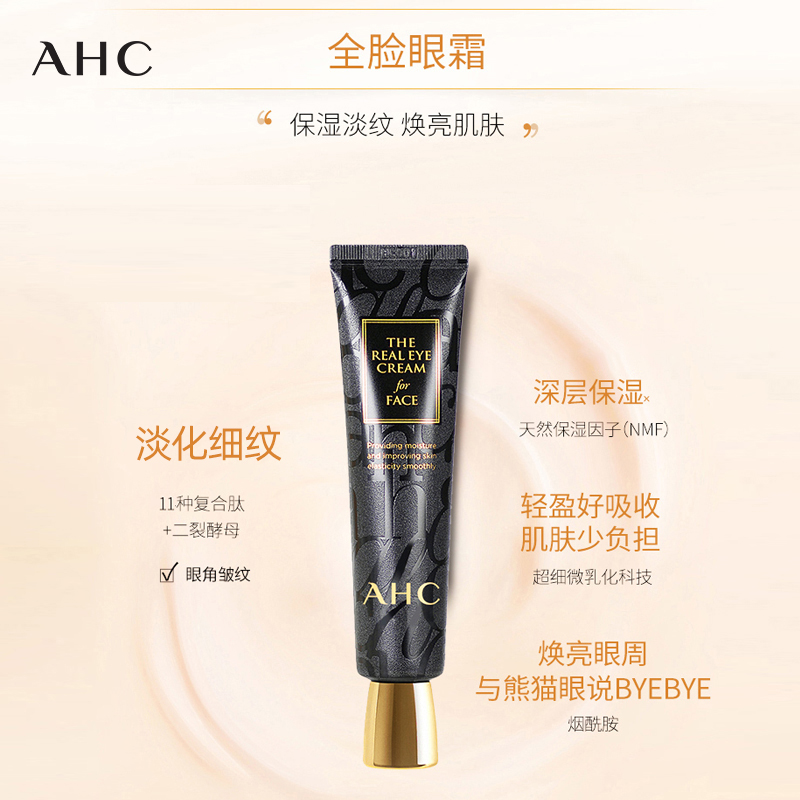 AHC
全脸眼霜
“保湿淡纹 焕亮肌肤”
THE
REAL EYE
CREAM
for
FACE
Providing moisture
and improving skin
elasticity smoothly
AHC
淡化细纹
11种复合肽
+二裂酵母
眼角皱纹
深层保湿×
天然保湿因子(NMF)
轻盈好吸收
肌肤少负担
超细微乳化科技
焕亮眼周
与熊猫眼说BYEBYE
烟酰胺